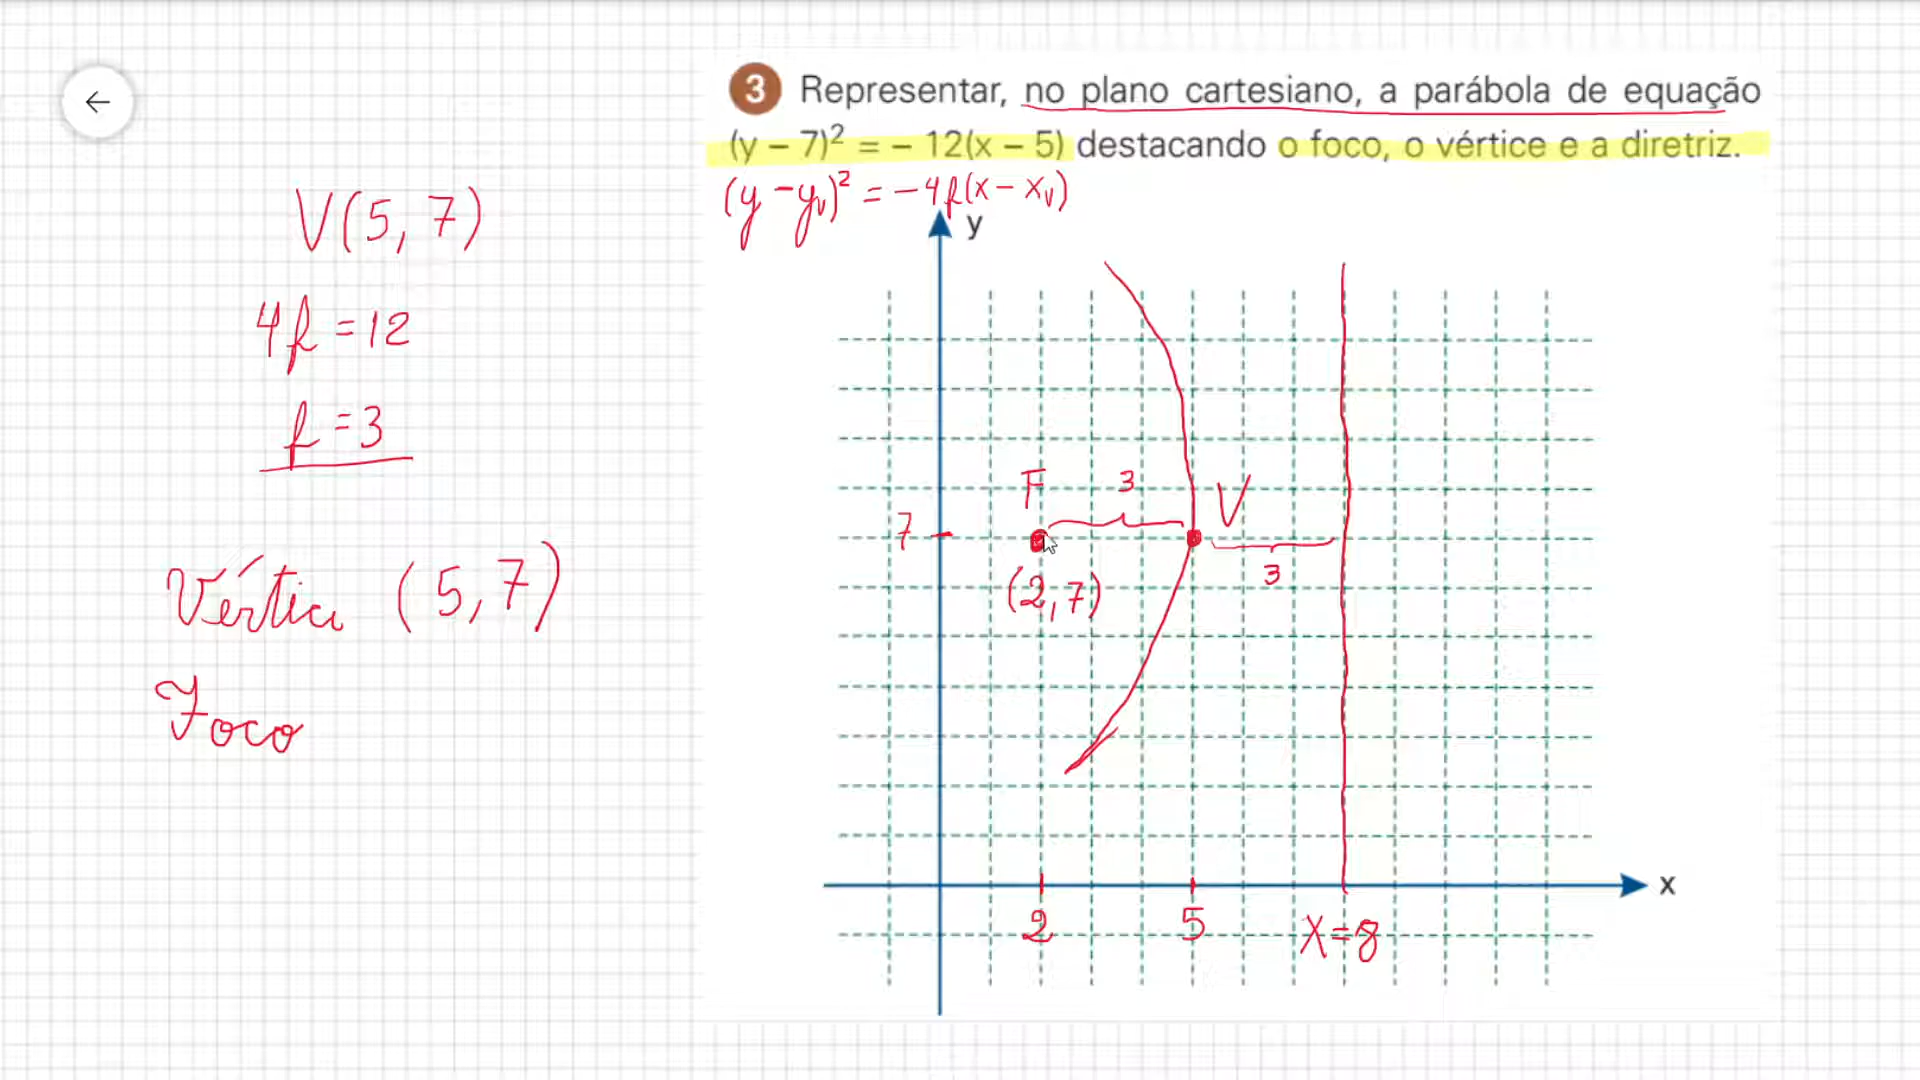 3 Representar, no plano cartesiano, a parábola de equação
(y – 7)² = – 12(x – 5) destacando o foco, o vértice e a diretriz.
(y – yv)² = – 4f(x – xv)
V(5, 7)
4f = 12
f = 3
Vértice (5, 7)
Foco
y
F
3
V
7
3
(2, 7)
x
2
5
X = 8